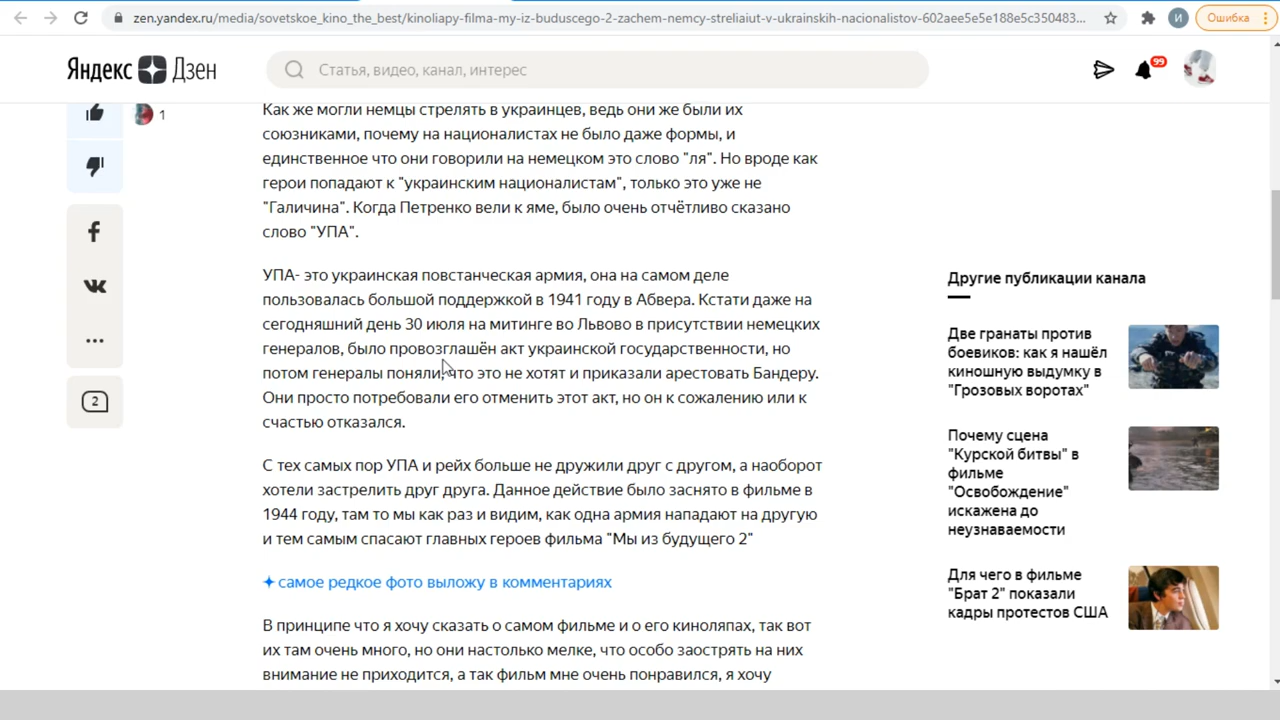 zen.yandex.ru/media/sovetskoe_kino_the_best/kinoliapy-filma-my-iz-buduscego-2-zachem-nemcy-streliaiut-v-ukrainskih-nacionalistov-602aee5e5e188e5c350483...
И
Ошибка
Яндекс Дзен
Статья, видео, канал, интерес
99
1
Как же могли немцы стрелять в украинцев, ведь они же были их
союзниками, почему на националистах не было даже формы, и
единственное что они говорили на немецком это слово "ля". Но вроде как
герои попадают к "украинским националистам", только это уже не
"Галичина". Когда Петренко вели к яме, было очень отчётливо сказано
слово "УПА".
УПА- это украинская повстанческая армия, она на самом деле
пользовалась большой поддержкой в 1941 году в Абвера. Кстати даже на
сегодняшний день 30 июля на митинге во Львово в присутствии немецких
генералов, было провозглашён акт украинской государственности, но
потом генералы поняли, что это не хотят и приказали арестовать Бандеру.
Они просто потребовали его отменить этот акт, но он к сожалению или к
счастью отказался.
2
С тех самых пор УПА и рейх больше не дружили друг с другом, а наоборот
хотели застрелить друг друга. Данное действие было заснято в фильме в
1944 году, там то мы как раз и видим, как одна армия нападают на другую
и тем самым спасают главных героев фильма "Мы из будущего 2"
самое редкое фото выложу в комментариях
В принципе что я хочу сказать о самом фильме и о его киноляпах, так вот
их там очень много, но они настолько мелке, что особо заострять на них
внимание не приходится, а так фильм мне очень понравился, я хочу
Другие публикации канала
Две гранаты против
боевиков: как я нашёл
киношную выдумку в
"Грозовых воротах"
Почему сцена
"Курской битвы" в
фильме
"Освобождение"
искажена до
неузнаваемости
Для чего в фильме
"Брат 2" показали
кадры протестов США